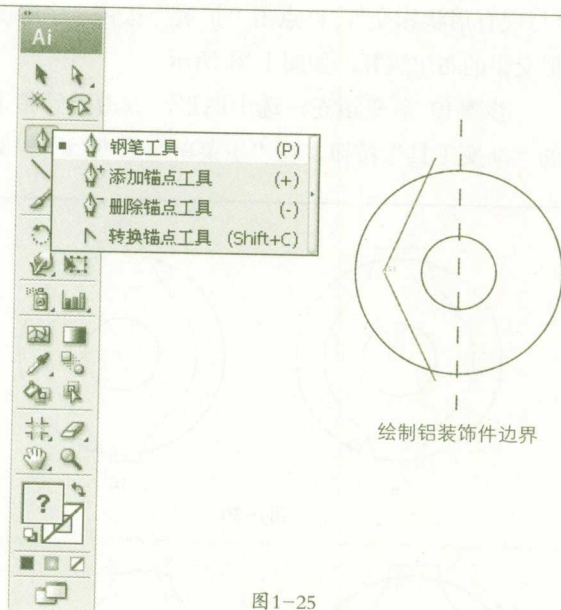 Ai
钢笔工具 (P)
添加锚点工具 (+)
删除锚点工具 (-)
转换锚点工具 (Shift+C)
?
绘制铝装饰件边界
图1-25